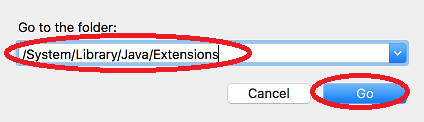 Go to the folder:
/System/Library/Java/Extensions
Cancel
Go